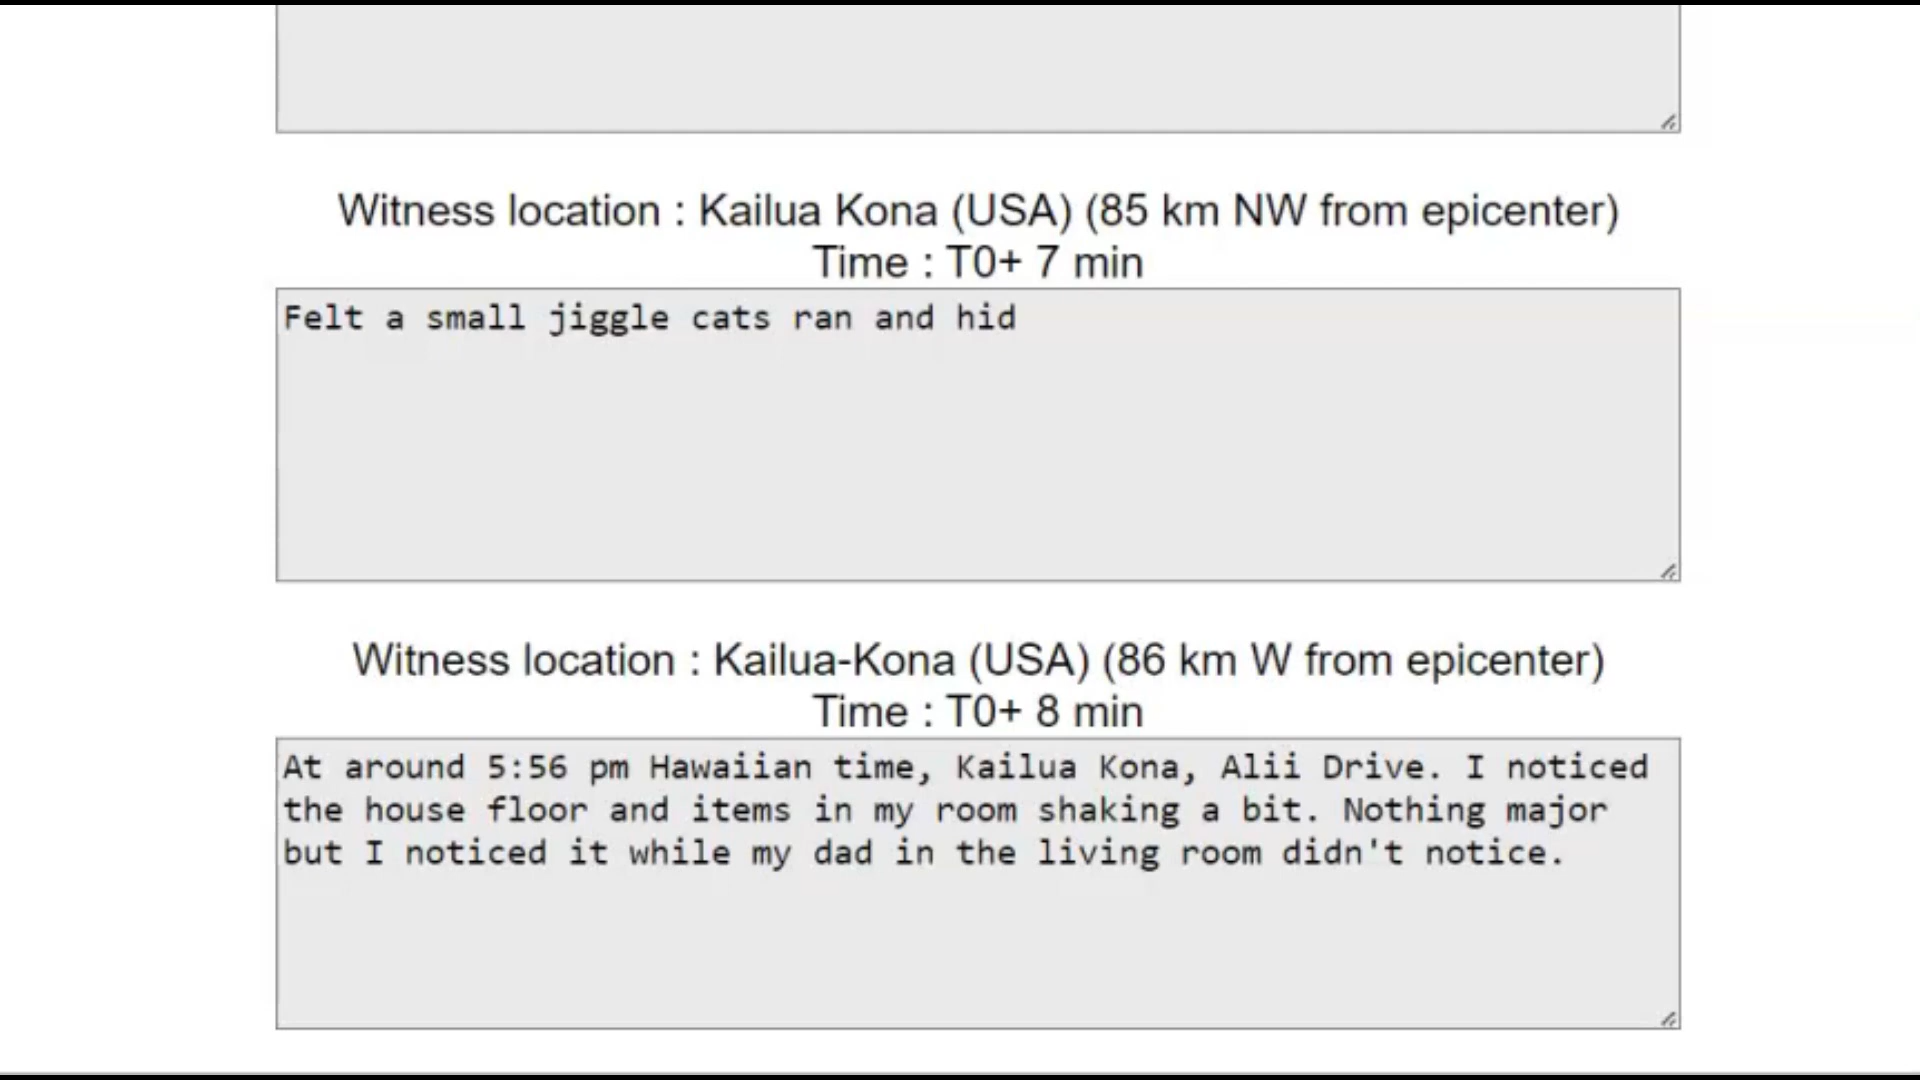 Witness location : Kailua Kona (USA) (85 km NW from epicenter)
Time : T0+ 7 min
Felt a small jiggle cats ran and hid
Witness location : Kailua-Kona (USA) (86 km W from epicenter)
Time : T0+ 8 min
At around 5:56 pm Hawaiian time, Kailua Kona, Alii Drive. I noticed
the house floor and items in my room shaking a bit. Nothing major
but I noticed it while my dad in the living room didn't notice.